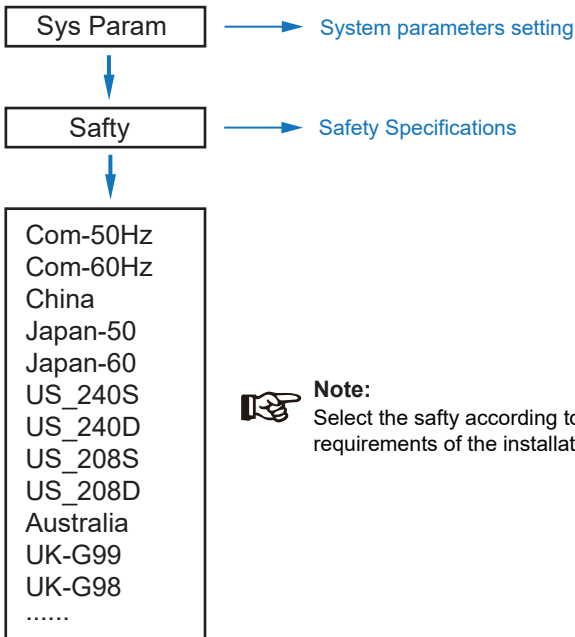 Sys Param
System parameters setting
Safty
Safety Specifications
Com-50Hz
Com-60Hz
China
Japan-50
Japan-60
US_240S
US_240D
US_208S
US_208D
Australia
UK-G99
UK-G98
......
Note:
Select the safty according to
requirements of the